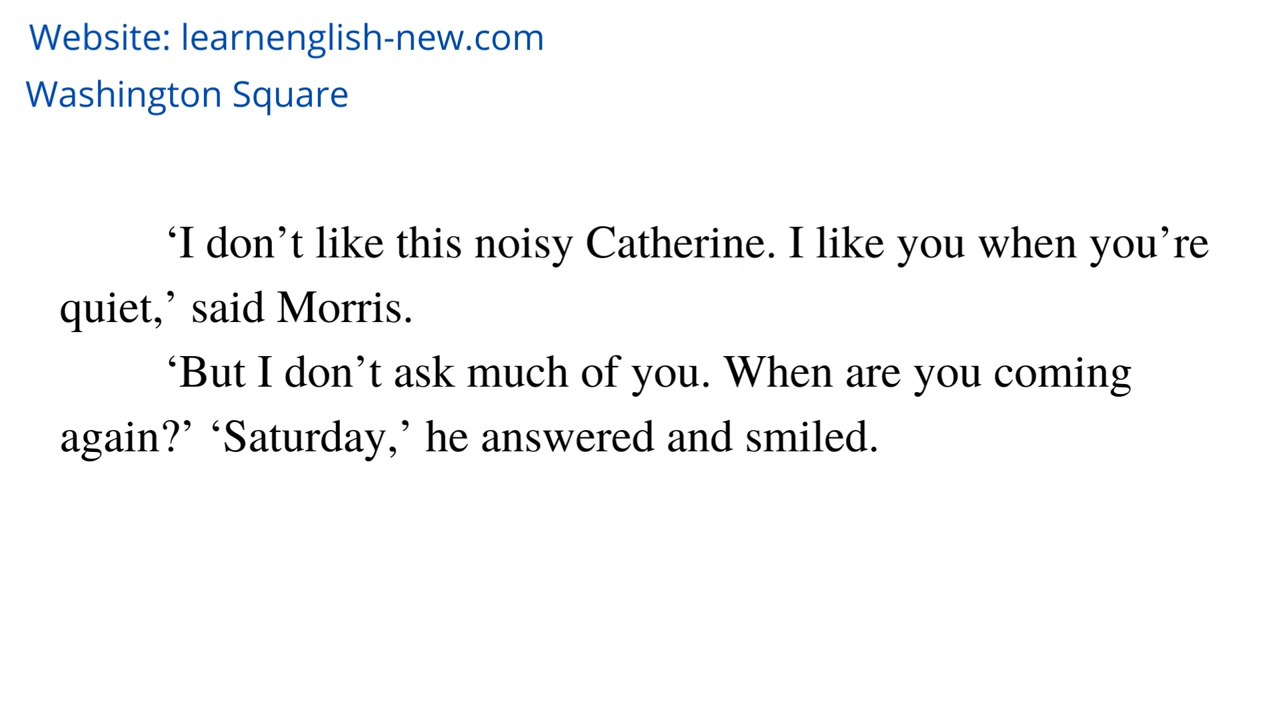 Website: learnenglish-new.com
Washington Square
‘I don’t like this noisy Catherine. I like you when you’re
quiet,’ said Morris.
‘But I don’t ask much of you. When are you coming
again?’ ‘Saturday,’ he answered and smiled.